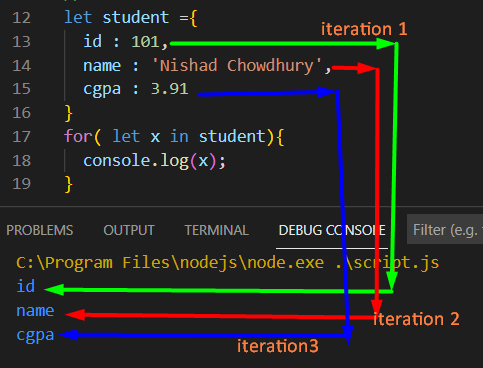 12 let student ={
iteration 1
13 id : 101,
14 name : 'Nishad Chowdhury',
15 cgpa : 3.91
16 }
17 for( let x in student){
18 console.log(x);
19 }
PROBLEMS OUTPUT TERMINAL DEBUG CONSOLE Filter (e.g.
C:\Program Files\nodejs\node.exe .\script.js
id
name
iteration 2
cgpa
iteration3